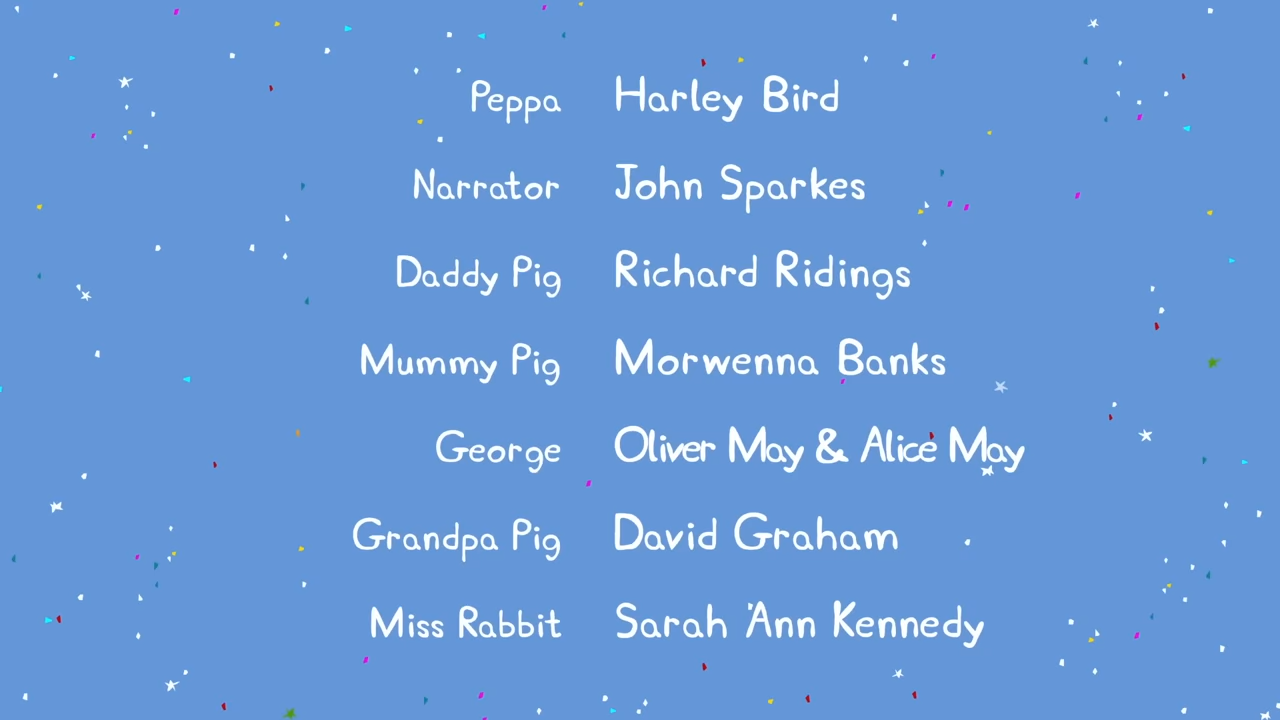 Peppa Harley Bird
Narrator John Sparkes
Daddy Pig Richard Ridings
Mummy Pig Morwenna Banks
George Oliver May & Alice May
Grandpa Pig David Graham
Miss Rabbit Sarah Ann Kennedy